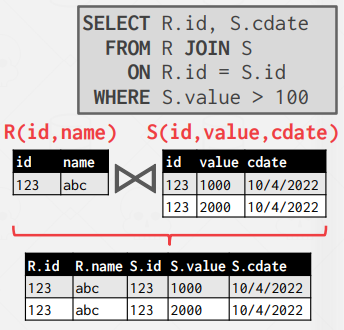 SELECT R.id, S.cdate
FROM R JOIN S
ON R.id = S.id
WHERE S.value > 100
R(id,name) S(id,value,cdate)
id name
123 abc
id value cdate
123 1000 10/4/2022
123 2000 10/4/2022
R.id R.name S.id S.value S.cdate
123 abc 123 1000 10/4/2022
123 abc 123 2000 10/4/2022